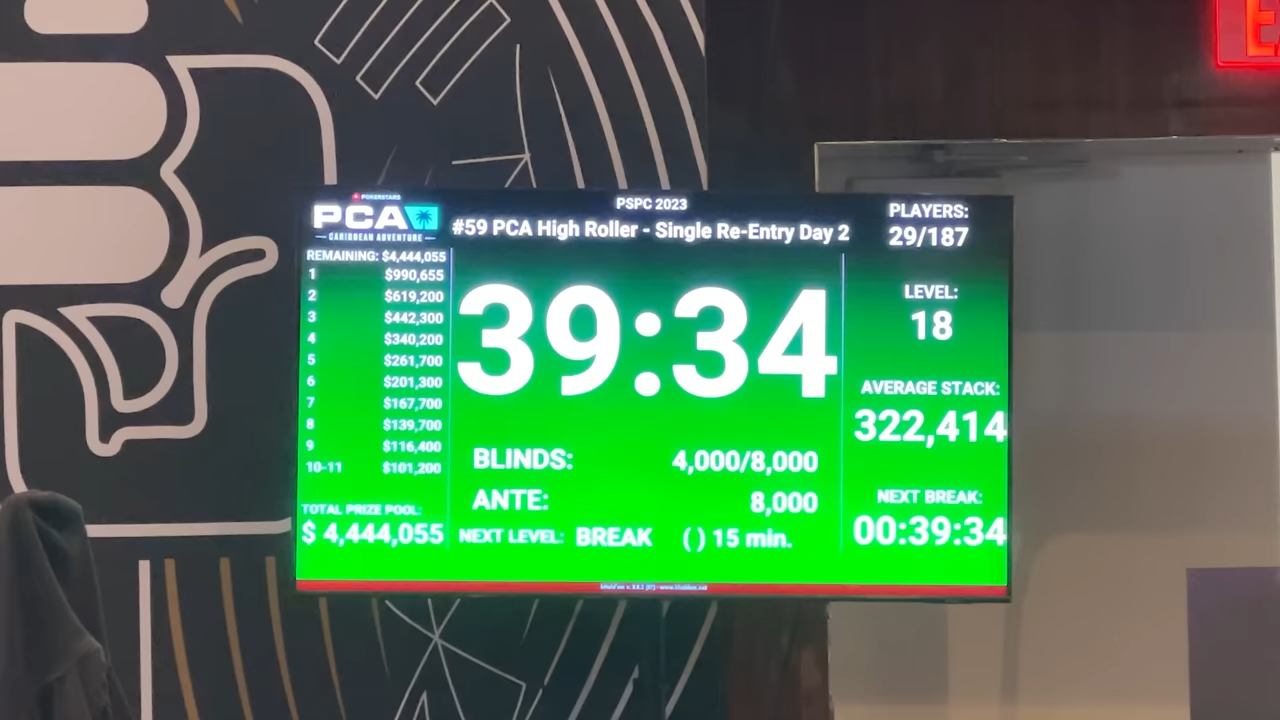 POKERSTARS
PCA
CARIBBEAN ADVENTURE
PSPC 2023
#59 PCA High Roller - Single Re-Entry Day 2
REMAINING: $4,444,055
1 $990,655
2 $619,200
3 $442,300
4 $340,200
5 $261,700
6 $201,300
7 $167,700
8 $139,700
9 $116,400
10-11 $101,200
TOTAL PRIZE POOL:
$ 4,444,055
39:34
BLINDS: 4,000/8,000
ANTE: 8,000
NEXT LEVEL: BREAK ( ) 15 min.
PLAYERS:
29/187
LEVEL:
18
AVERAGE STACK:
322,414
NEXT BREAK:
00:39:34
E